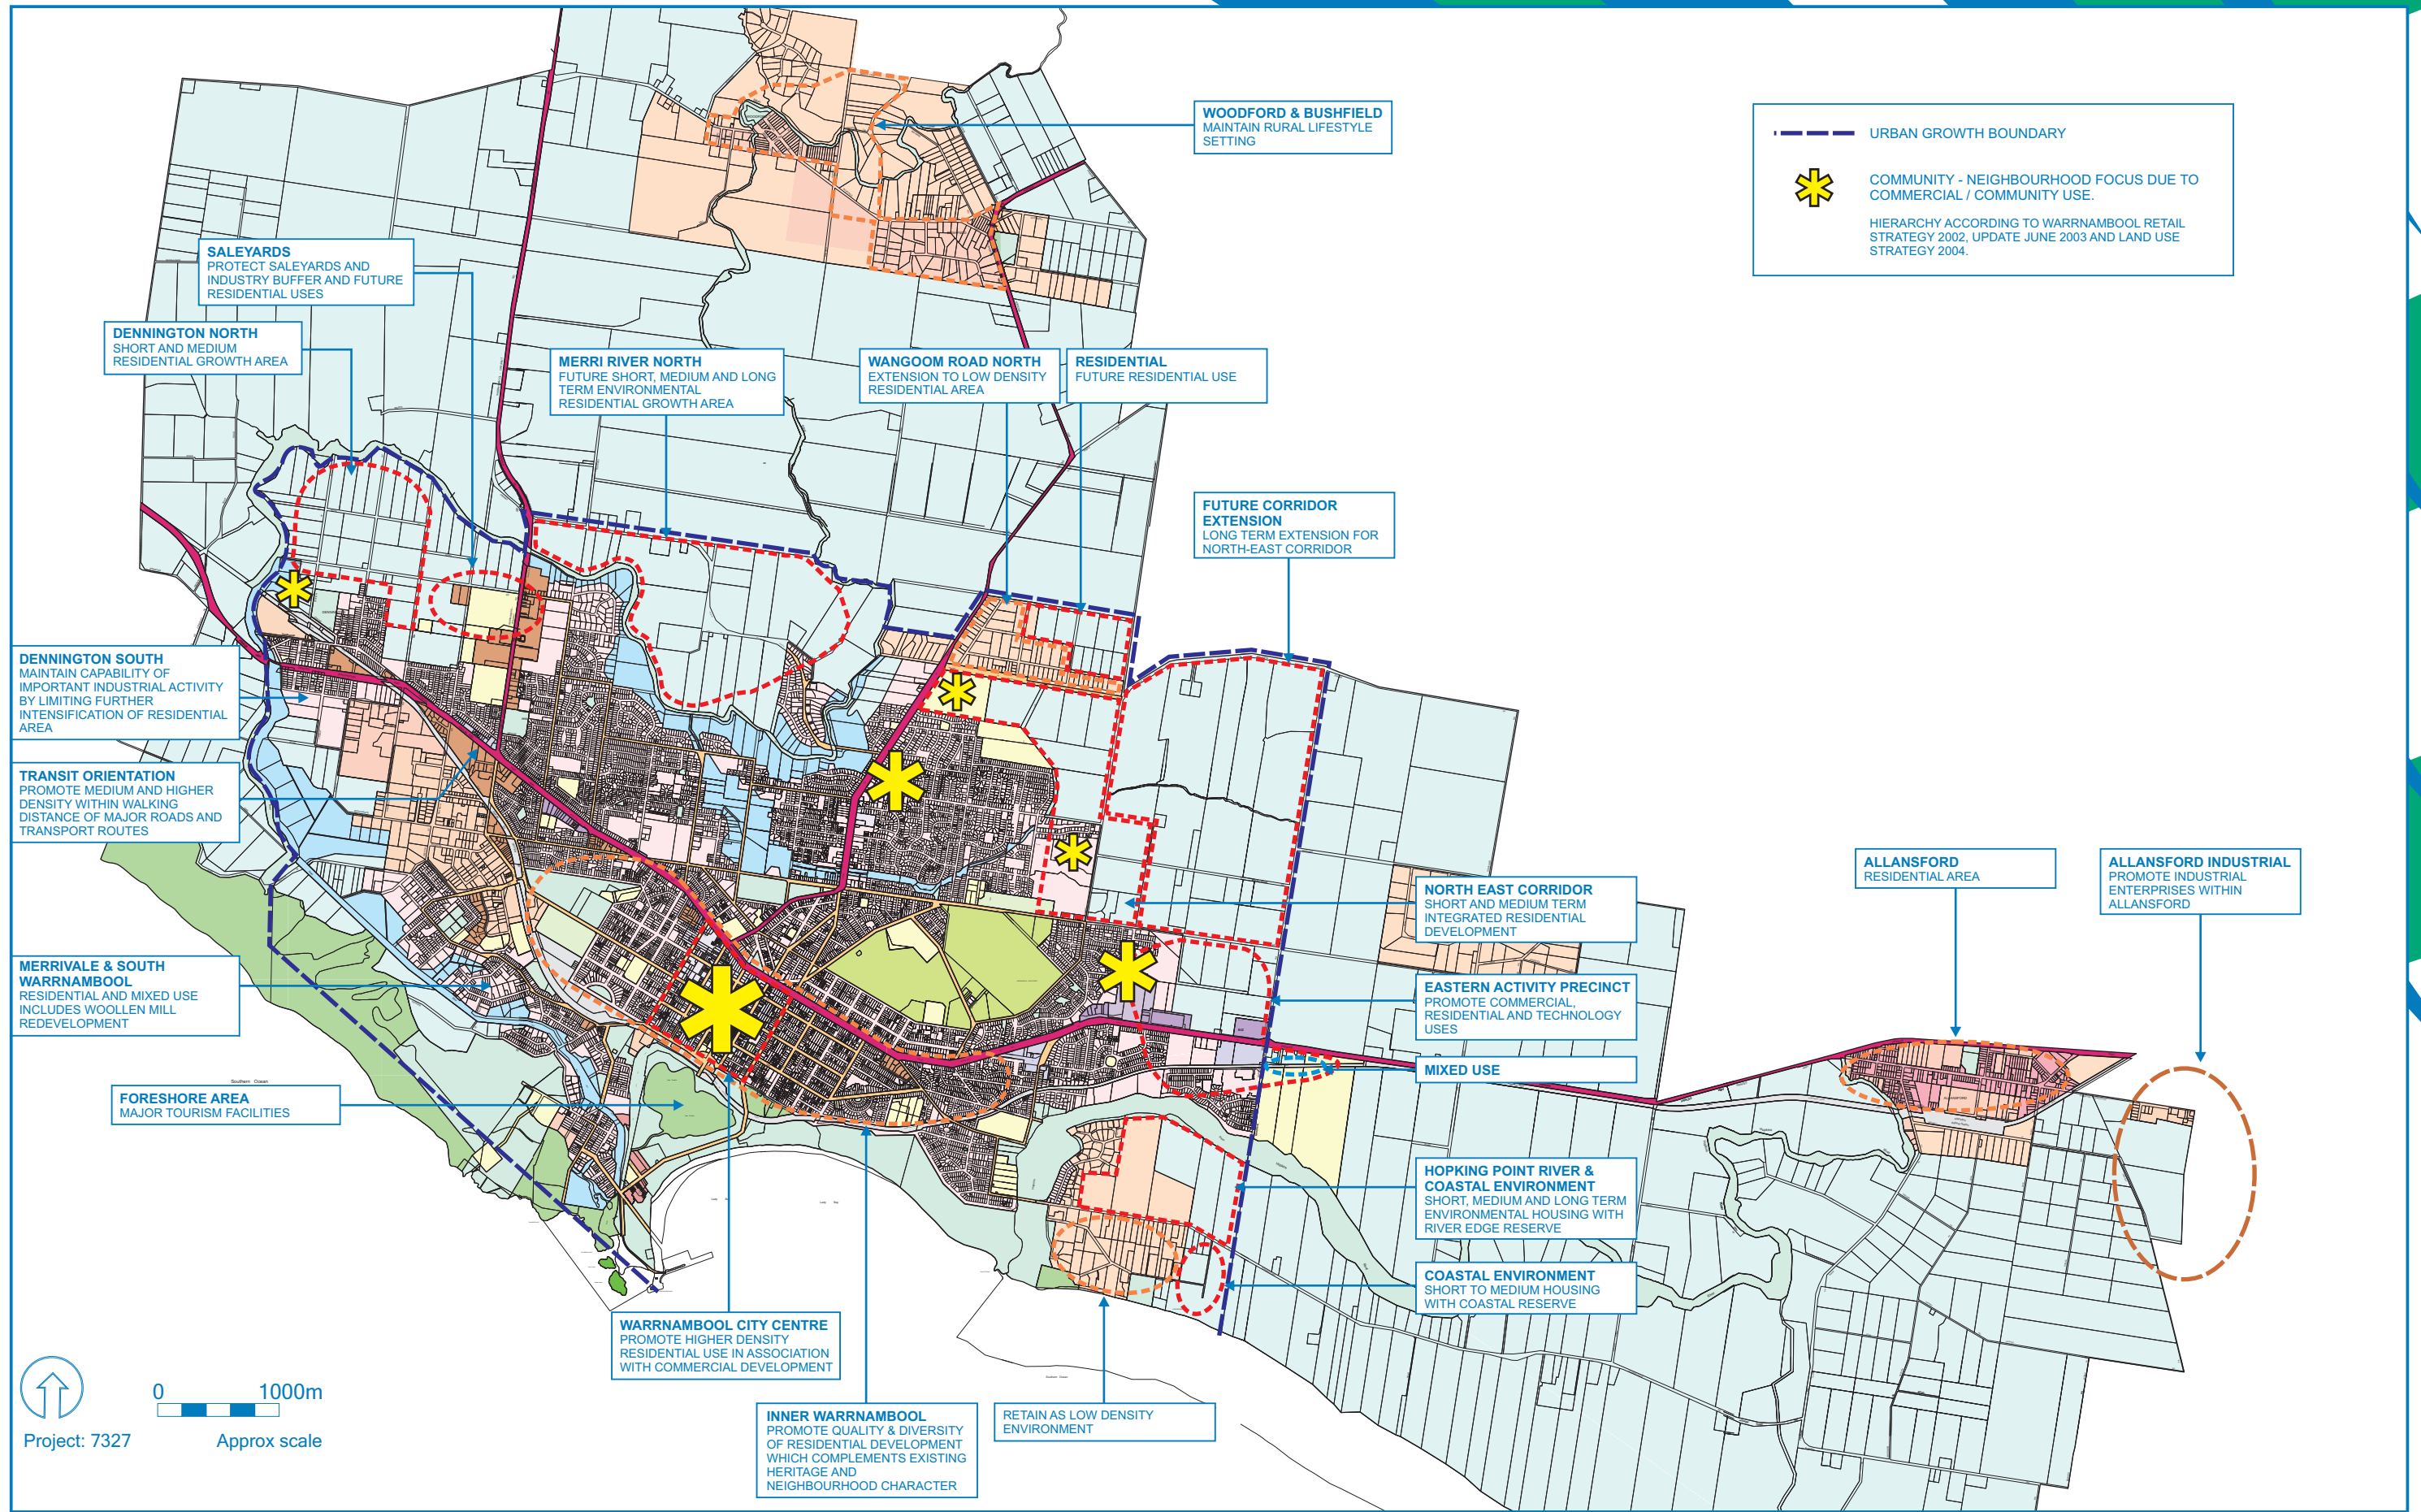 WOODFORD & BUSHFIELD
MAINTAIN RURAL LIFESTYLE
SETTING
URBAN GROWTH BOUNDARY
COMMUNITY - NEIGHBOURHOOD FOCUS DUE TO
COMMERCIAL / COMMUNITY USE.
HIERARCHY ACCORDING TO WARRNAMBOOL RETAIL
STRATEGY 2002, UPDATE JUNE 2003 AND LAND USE
STRATEGY 2004.
SALEYARDS
PROTECT SALEYARDS AND
INDUSTRY BUFFER AND FUTURE
RESIDENTIAL USES
DENNINGTON NORTH
SHORT AND MEDIUM
RESIDENTIAL GROWTH AREA
MERRI RIVER NORTH
FUTURE SHORT, MEDIUM AND LONG
TERM ENVIRONMENTAL
RESIDENTIAL GROWTH AREA
WANGOOM ROAD NORTH
EXTENSION TO LOW DENSITY
RESIDENTIAL AREA
RESIDENTIAL
FUTURE RESIDENTIAL USE
FUTURE CORRIDOR
EXTENSION
LONG TERM EXTENSION FOR
NORTH-EAST CORRIDOR
DENNINGTON SOUTH
MAINTAIN CAPABILITY OF
IMPORTANT INDUSTRIAL ACTIVITY
BY LIMITING FURTHER
INTENSIFICATION OF RESIDENTIAL
AREA
TRANSIT ORIENTATION
PROMOTE MEDIUM AND HIGHER
DENSITY WITHIN WALKING
DISTANCE OF MAJOR ROADS AND
TRANSPORT ROUTES
NORTH EAST CORRIDOR
SHORT AND MEDIUM TERM
INTEGRATED RESIDENTIAL
DEVELOPMENT
ALLANSFORD
RESIDENTIAL AREA
ALLANSFORD INDUSTRIAL
PROMOTE INDUSTRIAL
ENTERPRISES WITHIN
ALLANSFORD
MERRIVALE & SOUTH
WARRNAMBOOL
RESIDENTIAL AND MIXED USE
INCLUDES WOOLLEN MILL
REDEVELOPMENT
EASTERN ACTIVITY PRECINCT
PROMOTE COMMERCIAL,
RESIDENTIAL AND TECHNOLOGY
USES
MIXED USE
Southern Ocean
FORESHORE AREA
MAJOR TOURISM FACILITIES
HOPKING POINT RIVER &
COASTAL ENVIRONMENT
SHORT, MEDIUM AND LONG TERM
ENVIRONMENTAL HOUSING WITH
RIVER EDGE RESERVE
COASTAL ENVIRONMENT
SHORT TO MEDIUM HOUSING
WITH COASTAL RESERVE
WARRNAMBOOL CITY CENTRE
PROMOTE HIGHER DENSITY
RESIDENTIAL USE IN ASSOCIATION
WITH COMMERCIAL DEVELOPMENT
INNER WARRNAMBOOL
PROMOTE QUALITY & DIVERSITY
OF RESIDENTIAL DEVELOPMENT
WHICH COMPLEMENTS EXISTING
HERITAGE AND
NEIGHBOURHOOD CHARACTER
RETAIN AS LOW DENSITY
ENVIRONMENT
0 1000m
Project: 7327 Approx scale